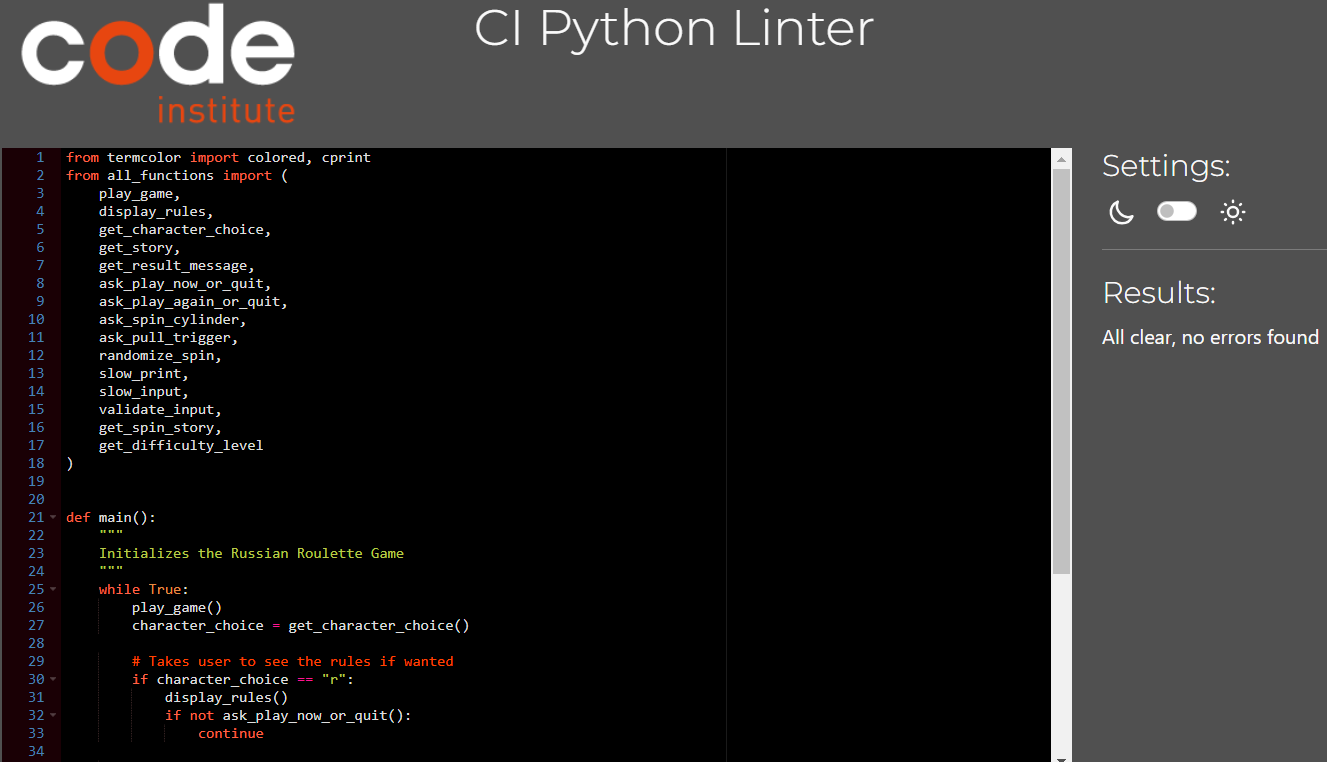 code
institute
CI Python Linter
1 from termcolor import colored, cprint
2 from all_functions import (
3     play_game,
4     display_rules,
5     get_character_choice,
6     get_story,
7     get_result_message,
8     ask_play_now_or_quit,
9     ask_play_again_or_quit,
10     ask_spin_cylinder,
11     ask_pull_trigger,
12     randomize_spin,
13     slow_print,
14     slow_input,
15     validate_input,
16     get_spin_story,
17     get_difficulty_level
18 )
19
20
21 def main():
22     """
23     Initializes the Russian Roulette Game
24     """
25     while True:
26         play_game()
27         character_choice = get_character_choice()
28
29         # Takes user to see the rules if wanted
30         if character_choice == "r":
31             display_rules()
32             if not ask_play_now_or_quit():
33                 continue
34
Settings:
Results:
All clear, no errors found